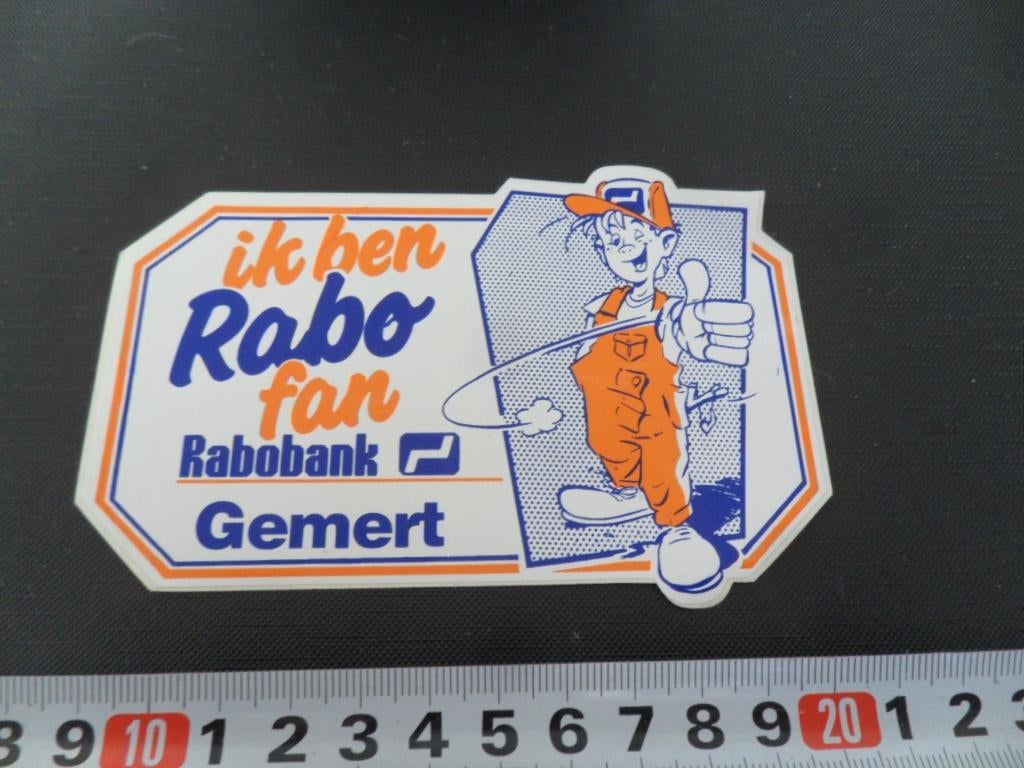 ik ben
Rabo
fan
Rabobank
Gemert
8 9 10 1 2 3 4 5 6 7 8 9 20 1 2 3